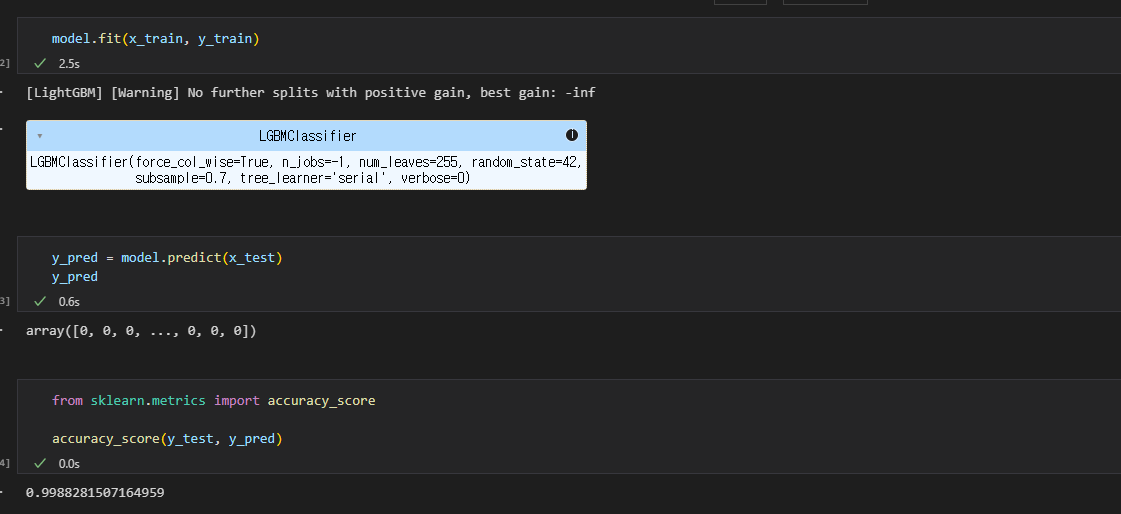 model.fit(x_train, y_train)
2]
2.5s
[LightGBM] [Warning] No further splits with positive gain, best gain: -inf
LGBMClassifier
i
LGBMClassifier(force_col_wise=True, n_jobs=-1, num_leaves=255, random_state=42,
subsample=0.7, tree_learner='serial', verbose=0)
y_pred = model.predict(x_test)
y_pred
3]
0.6s
array([0, 0, 0, ..., 0, 0, 0])
from sklearn.metrics import accuracy_score
accuracy_score(y_test, y_pred)
4]
0.0s
0.9988281507164959